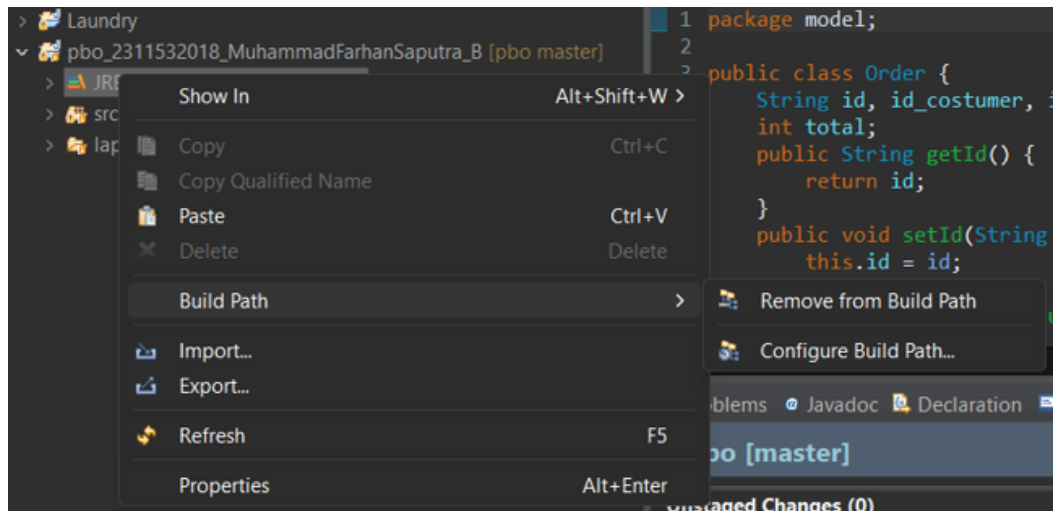 Laundry
pbo_2311532018_MuhammadFarhanSaputra_B [pbo master]
JRE
src
lap
Show In Alt+Shift+W >
Copy Ctrl+C
Copy Qualified Name
Paste Ctrl+V
Delete Delete
Build Path >
Import...
Export...
Refresh F5
Properties Alt+Enter
Remove from Build Path
Configure Build Path...
1 package model;
2
public class Order {
String id, id_costumer,
int total;
public String getId() {
return id;
}
public void setId(String
this.id = id;
blems @ Javadoc Declaration
bo [master]
Unstaged Changes (0)